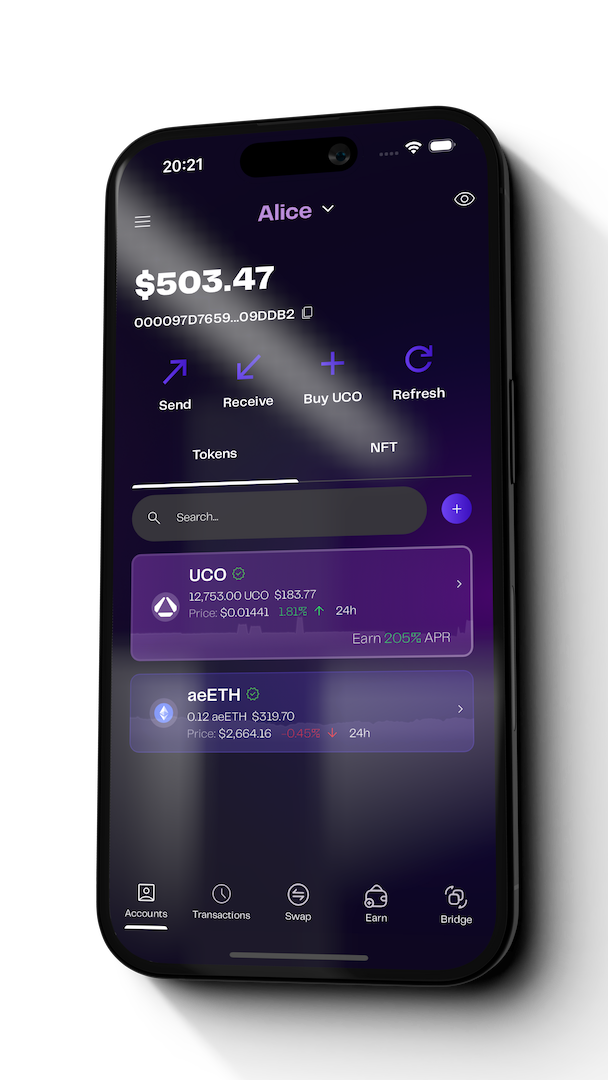 20:21
Alice
$503.47
000097D7659...09DDB2
Send Receive Buy UCO Refresh
Tokens NFT
Search...
UCO
12,753.00 UCO $183.77
Price: $0.01441 1.81% 24h
Earn 205% APR
aeETH
0.12 aeETH $319.70
Price: $2,664.16 -0.45% 24h
Accounts Transactions Swap Earn Bridge